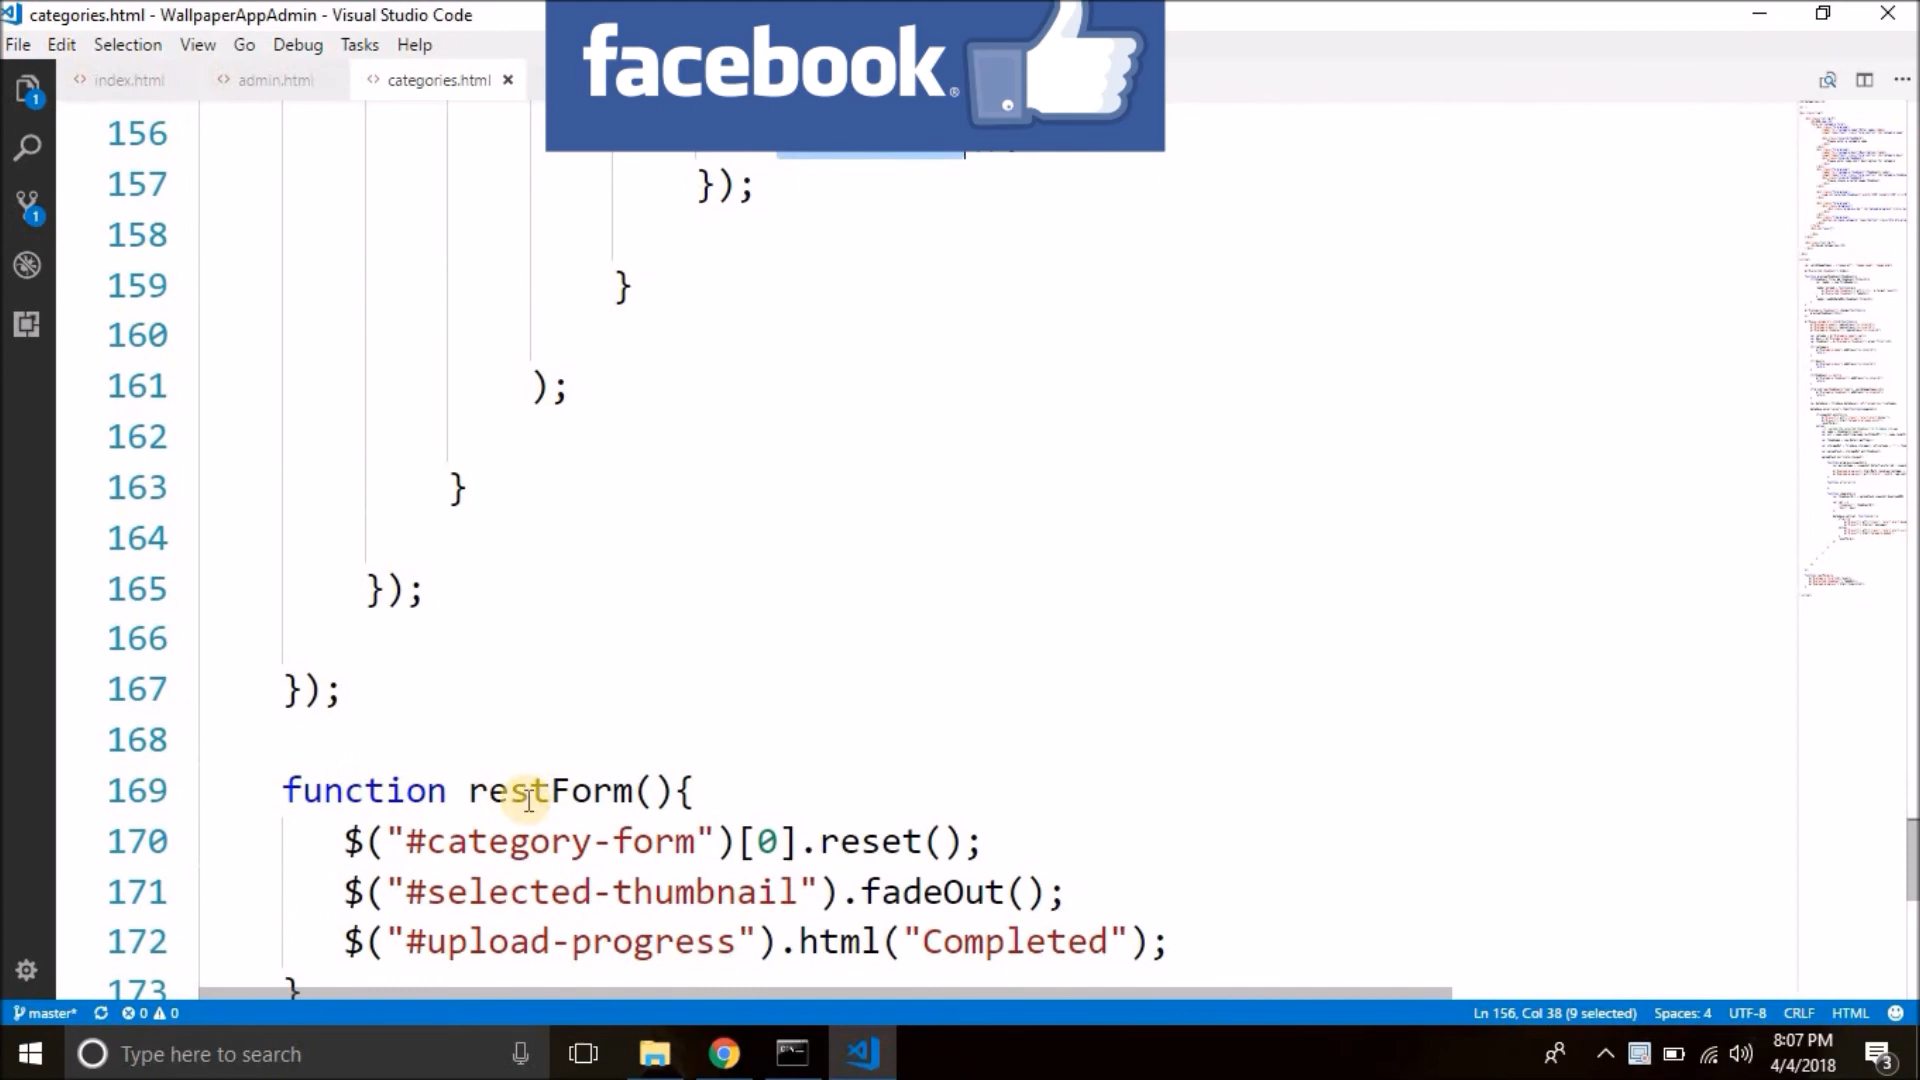 categories.html - WallpaperAppAdmin - Visual Studio Code
File Edit Selection View Go Debug Tasks Help
facebook®
index.html admin.html categories.html
1
1
156
157 });
158
159 }
160
161 );
162
163 }
164
165 });
166
167 });
168
169 function restForm(){
170 $("#category-form")[0].reset();
171 $("#selected-thumbnail").fadeOut();
172 $("#upload-progress").html("Completed");
173 }
master* 0 0 Ln 156, Col 38 (9 selected) Spaces: 4 UTF-8 CRLF HTML
Type here to search
8:07 PM
4/4/2018
3